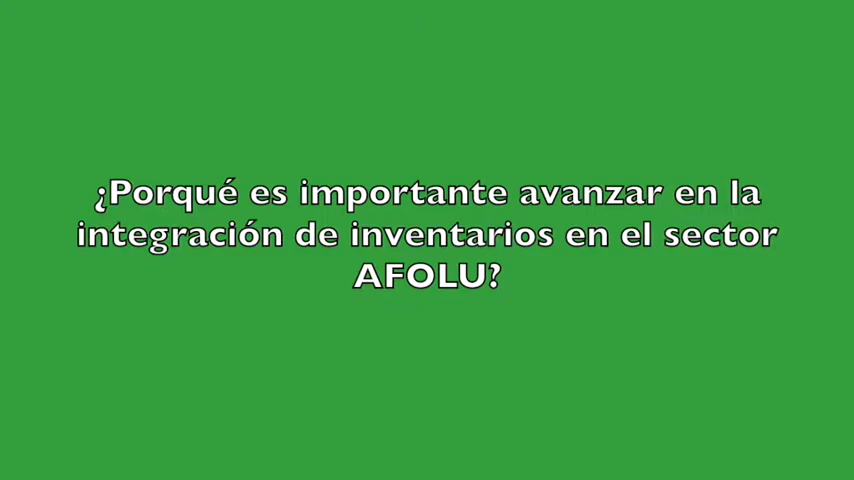 ¿Porqué es importante avanzar en la
integración de inventarios en el sector
AFOLU?